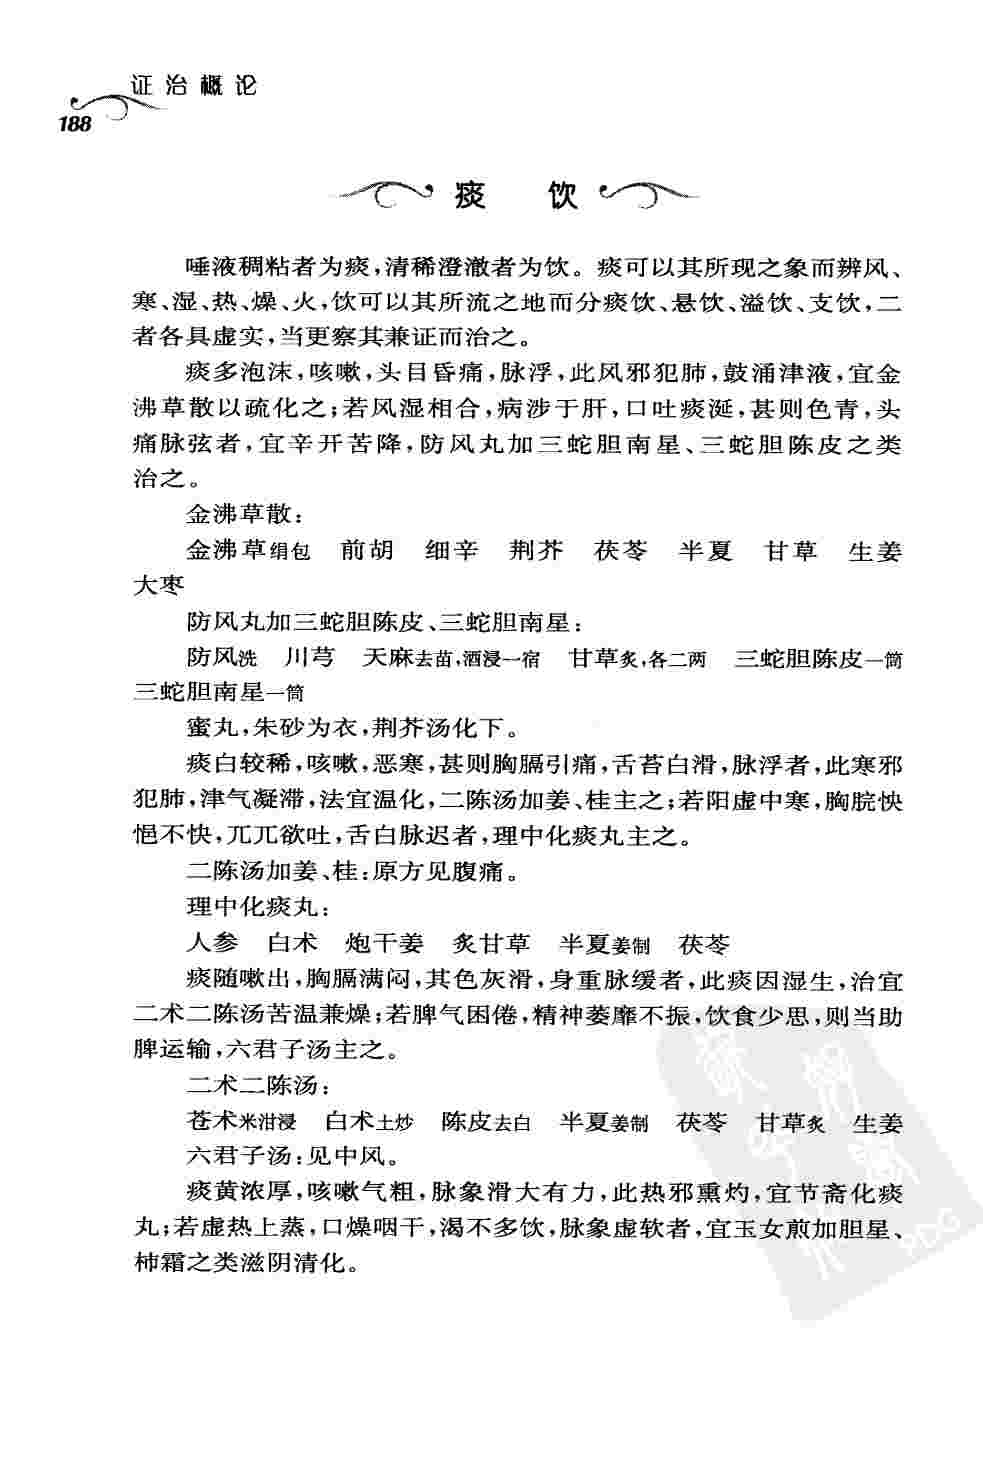 证治概论
188
痰 饮
唾液稠粘者为痰，清稀澄澈者为饮。痰可以其所现之象而辨风、
寒、湿、热、燥、火，饮可以其所流之地而分痰饮、悬饮、溢饮、支饮，二
者各具虚实，当更察其兼证而治之。
痰多泡沫，咳嗽，头目昏痛，脉浮，此风邪犯肺，鼓涌津液，宜金
沸草散以疏化之；若风湿相合，病涉于肝，口吐痰涎，甚则色青，头
痛脉弦者，宜辛开苦降，防风丸加三蛇胆南星、三蛇胆陈皮之类
治之。
金沸草散：
金沸草绢包 前胡 细辛 荆芥 茯苓 半夏 甘草 生姜
大枣
防风丸加三蛇胆陈皮、三蛇胆南星：
防风洗 川芎 天麻去苗，酒浸一宿 甘草炙，各二两 三蛇胆陈皮一筒
三蛇胆南星一筒
蜜丸，朱砂为衣，荆芥汤化下。
痰白较稀，咳嗽，恶寒，甚则胸膈引痛，舌苔白滑，脉浮者，此寒邪
犯肺，津气凝滞，法宜温化，二陈汤加姜、桂主之；若阳虚中寒，胸脘怏
悒不快，兀兀欲吐，舌白脉迟者，理中化痰丸主之。
二陈汤加姜、桂：原方见腹痛。
理中化痰丸：
人参 白术 炮干姜 炙甘草 半夏姜制 茯苓
痰随嗽出，胸膈满闷，其色灰滑，身重脉缓者，此痰因湿生，治宜
二术二陈汤苦温兼燥；若脾气困倦，精神萎靡不振，饮食少思，则当助
脾运输，六君子汤主之。
二术二陈汤：
苍术米泔浸 白术土炒 陈皮去白 半夏姜制 茯苓 甘草炙 生姜
六君子汤：见中风。
痰黄浓厚，咳嗽气粗，脉象滑大有力，此热邪熏灼，宜节斋化痰
丸；若虚热上蒸，口燥咽干，渴不多饮，脉象虚软者，宜玉女煎加胆星、
柿霜之类滋阴清化。
PDG